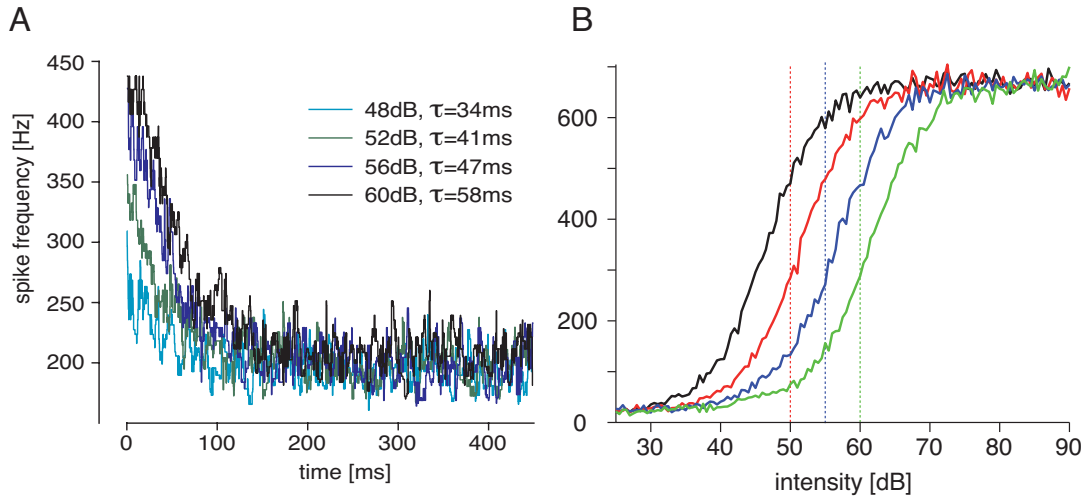 A
spike frequency [Hz]
450
400
350
300
250
200
0
100
200
300
400
time [ms]
48dB, τ=34ms
52dB, τ=41ms
56dB, τ=47ms
60dB, τ=58ms
B
600
400
200
0
30
40
50
60
70
80
90
intensity [dB]